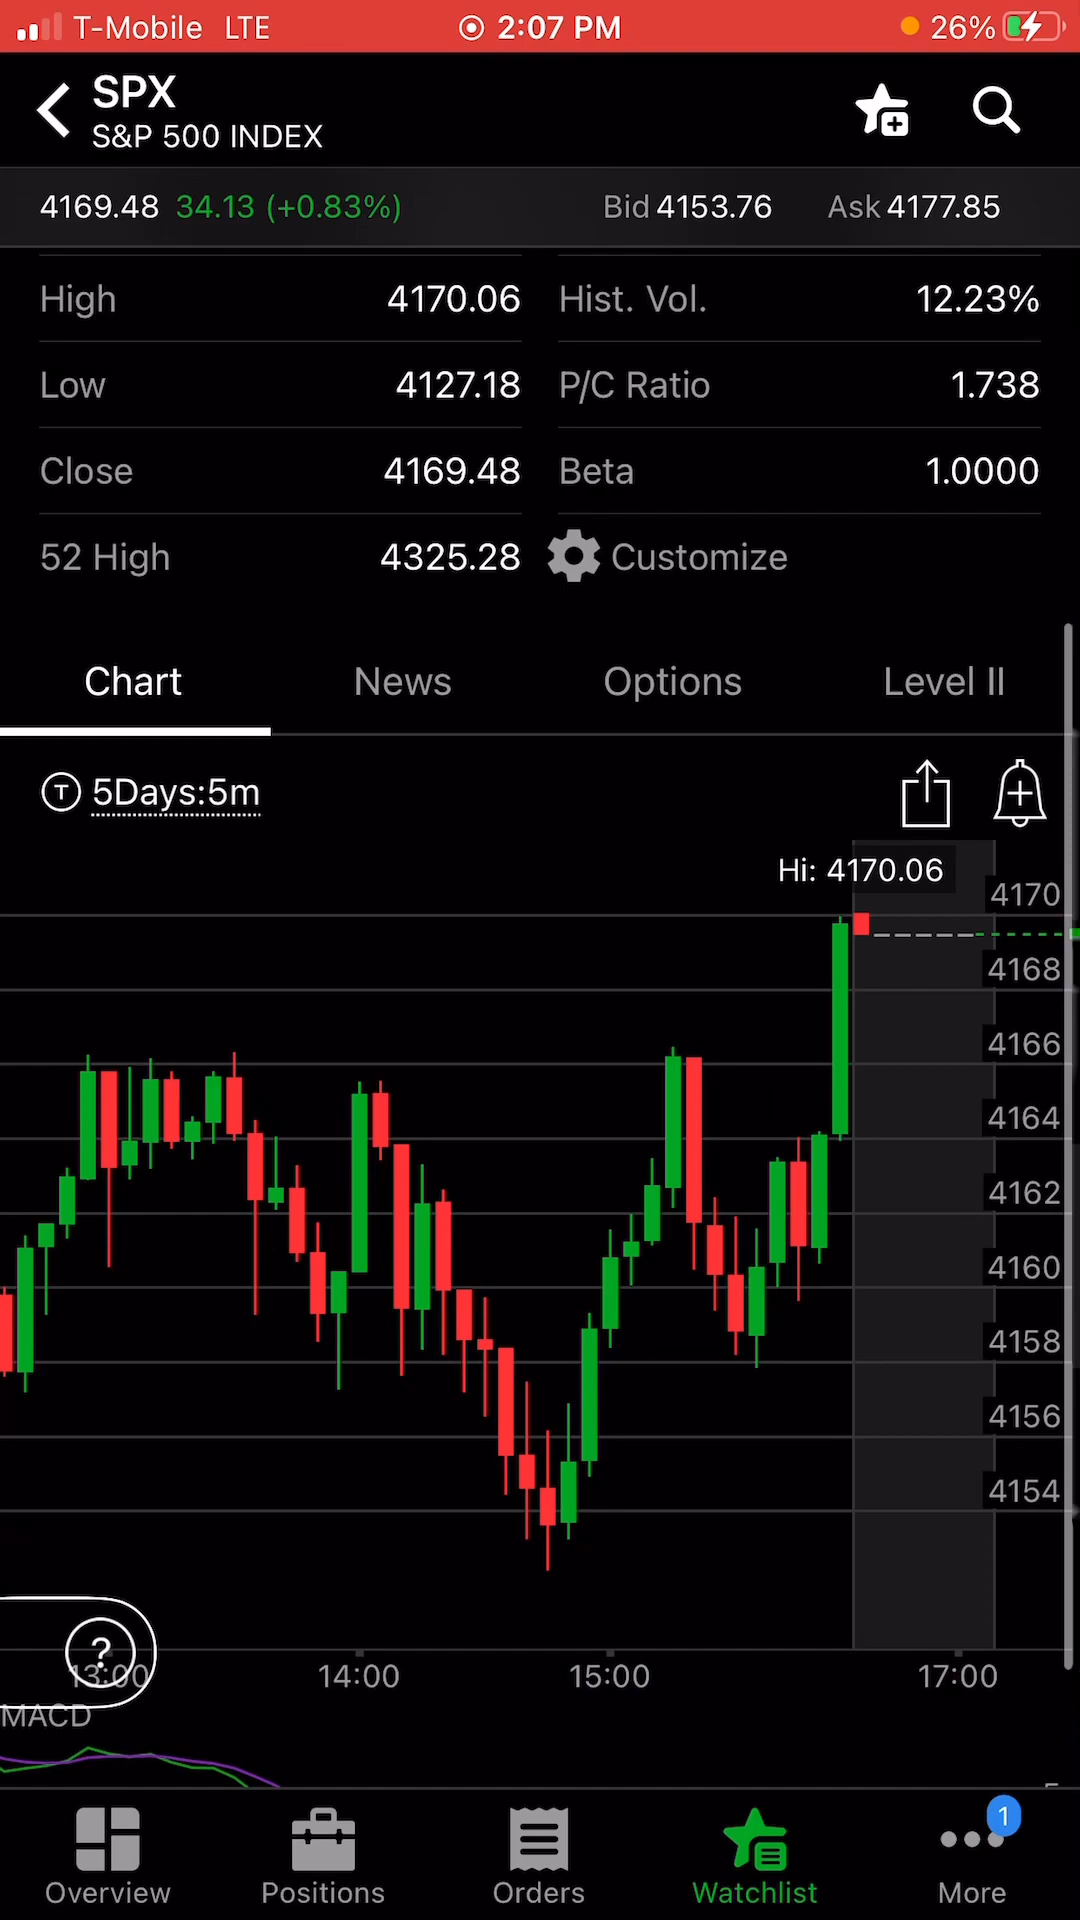 T-Mobile LTE 2:07 PM 26%
SPX
S&P 500 INDEX
4169.48 34.13 (+0.83%) Bid 4153.76 Ask 4177.85
High 4170.06 Hist. Vol. 12.23%
Low 4127.18 P/C Ratio 1.738
Close 4169.48 Beta 1.0000
52 High 4325.28 Customize
Chart News Options Level II
T 5Days:5m
Hi: 4170.06
4170
4168
4166
4164
4162
4160
4158
4156
4154
?
13:00 14:00 15:00 17:00
MACD
1
Overview Positions Orders Watchlist More